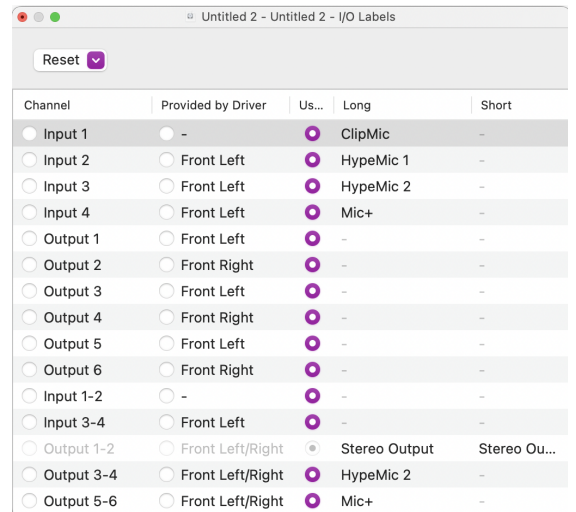 Untitled 2 - Untitled 2 - I/O Labels
Reset
Channel Provided by Driver Us... Long Short
Input 1 - ClipMic -
Input 2 Front Left HypeMic 1 -
Input 3 Front Left HypeMic 2 -
Input 4 Front Left Mic+ -
Output 1 Front Left - -
Output 2 Front Right - -
Output 3 Front Left - -
Output 4 Front Right - -
Output 5 Front Left - -
Output 6 Front Right - -
Input 1-2 - - -
Input 3-4 Front Left - -
Output 1-2 Front Left/Right Stereo Output Stereo Ou...
Output 3-4 Front Left/Right HypeMic 2 -
Output 5-6 Front Left/Right Mic+ -